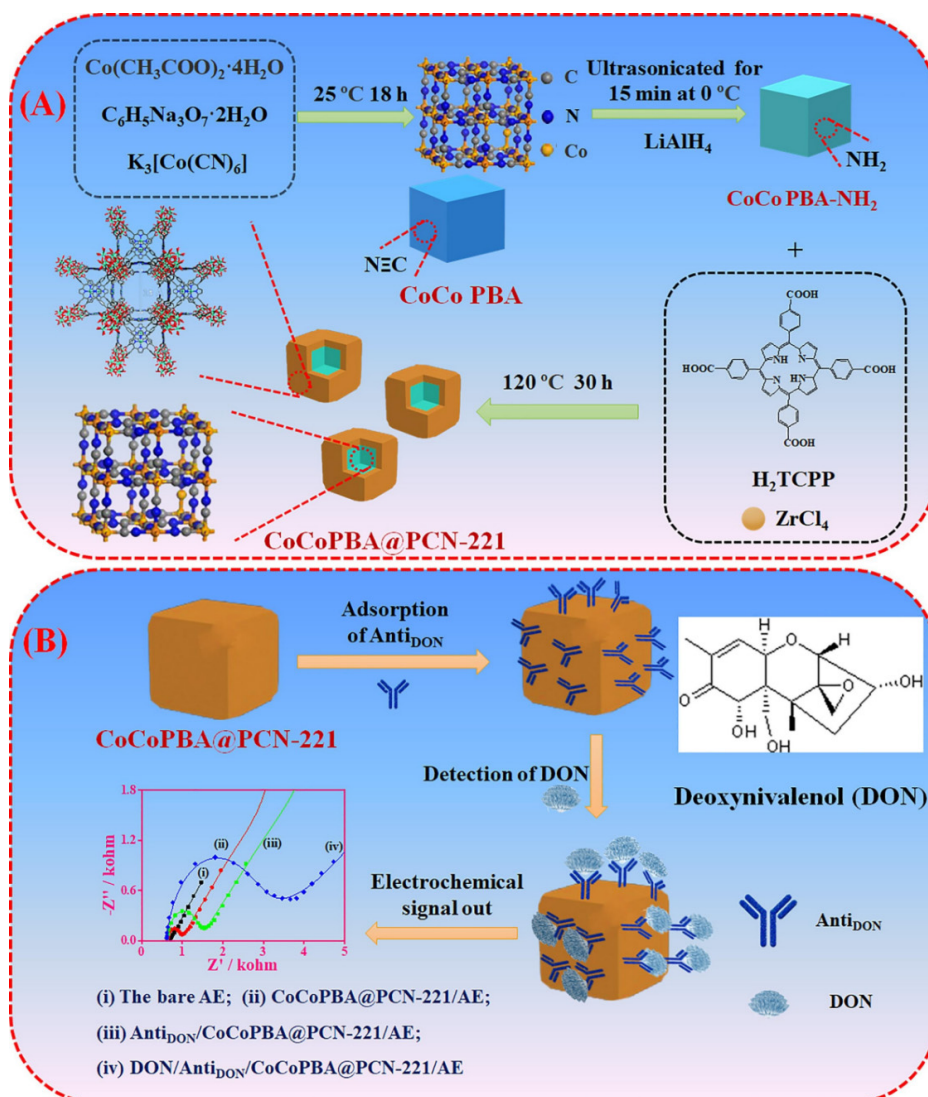 (A)
Co(CH₃COO)₂·4H₂O
C₆H₅Na₃O₇·2H₂O
K₃[Co(CN)₆]
25 °C 18 h
C
N
Co
Ultrasonicated for
15 min at 0 °C
LiAlH₄
NH₂
CoCo PBA-NH₂
N≡C
CoCo PBA
+
COOH
HOOC
NH
N
N
HN
COOH
COOH
H₂TCPP
ZrCl₄
120 °C 30 h
CoCoPBA@PCN-221
(B)
CoCoPBA@PCN-221
Adsorption
of Anti_DON
H
O
H
O
O
OH
OH
OH
Deoxynivalenol (DON)
Detection of DON
Anti_DON
DON
Electrochemical
signal out
-Z'' / kohm
1.8
1.2
0.6
0.0
0
1
2
3
4
5
Z' / kohm
(i)
(ii)
(iii)
(iv)
(i) The bare AE; (ii) CoCoPBA@PCN-221/AE;
(iii) Anti_DON/CoCoPBA@PCN-221/AE;
(iv) DON/Anti_DON/CoCoPBA@PCN-221/AE